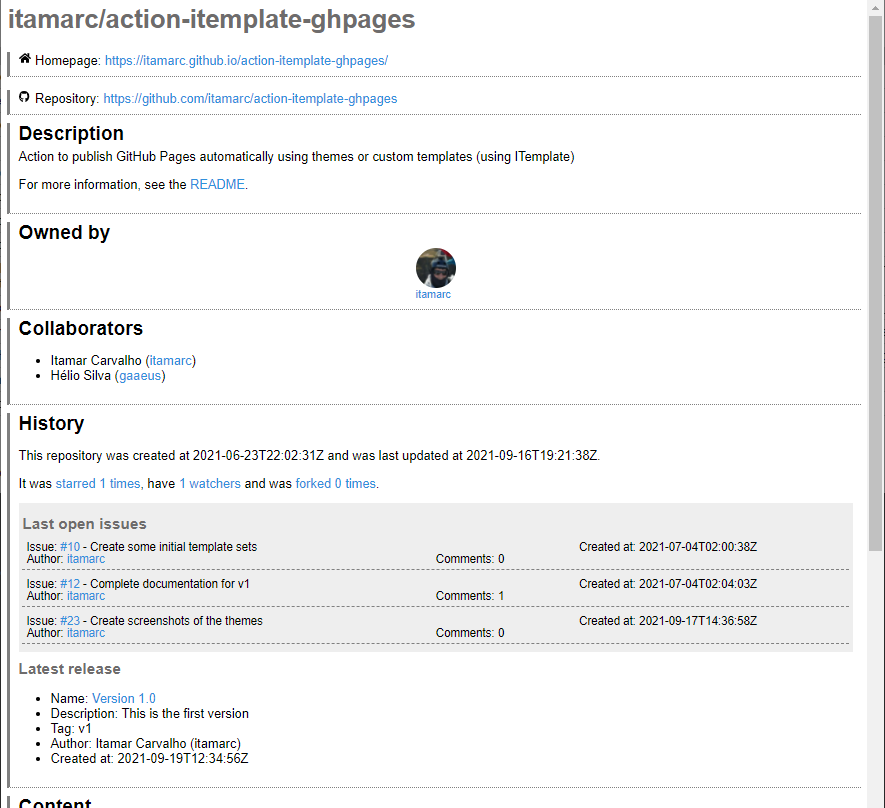 itamarc/action-itemplate-ghpages
Homepage: https://itamarc.github.io/action-itemplate-ghpages/
Repository: https://github.com/itamarc/action-itemplate-ghpages
Description
Action to publish GitHub Pages automatically using themes or custom templates (using ITemplate)
For more information, see the README.
Owned by
itamarc
Collaborators
• Itamar Carvalho (itamarc)
• Hélio Silva (gaaeus)
History
This repository was created at 2021-06-23T22:02:31Z and was last updated at 2021-09-16T19:21:38Z.
It was starred 1 times, have 1 watchers and was forked 0 times.
Last open issues
Issue: #10 - Create some initial template sets Created at: 2021-07-04T02:00:38Z
Author: itamarc Comments: 0
Issue: #12 - Complete documentation for v1 Created at: 2021-07-04T02:04:03Z
Author: itamarc Comments: 1
Issue: #23 - Create screenshots of the themes Created at: 2021-09-17T14:36:58Z
Author: itamarc Comments: 0
Latest release
• Name: Version 1.0
• Description: This is the first version
• Tag: v1
• Author: Itamar Carvalho (itamarc)
• Created at: 2021-09-19T12:34:56Z
Content